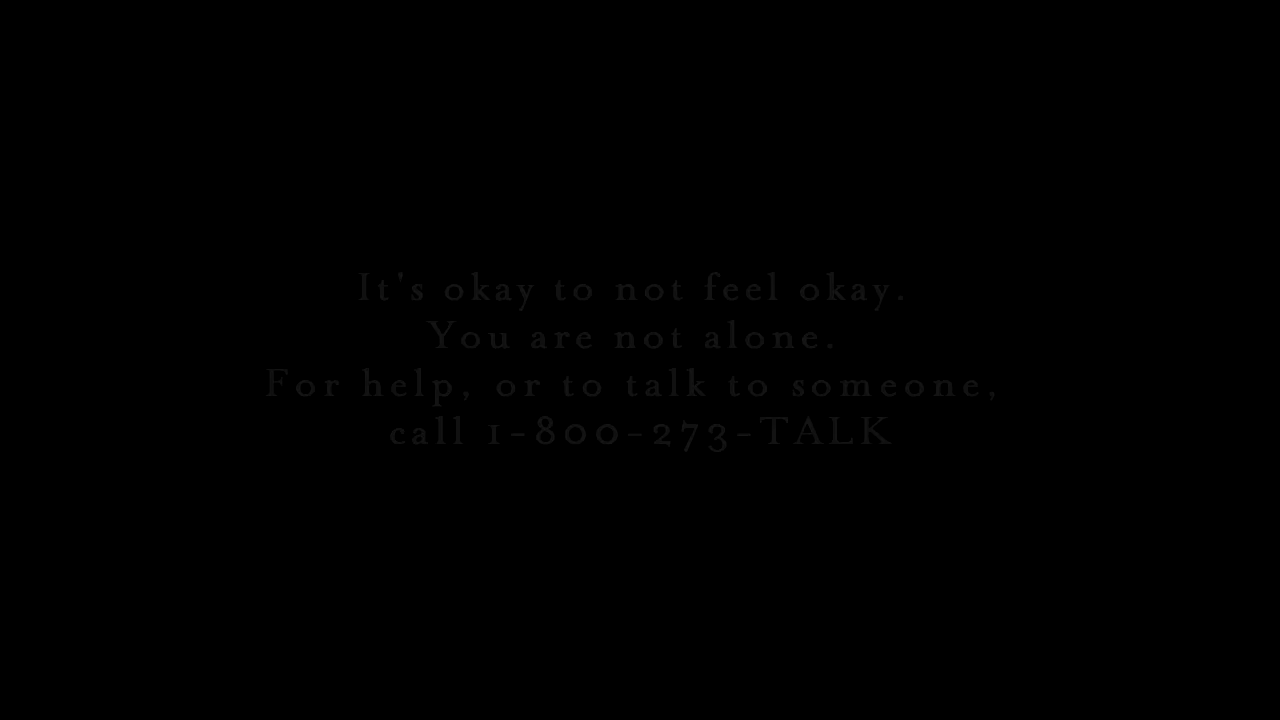 It's okay to not feel okay.
You are not alone.
For help, or to talk to someone,
call 1-800-273-TALK